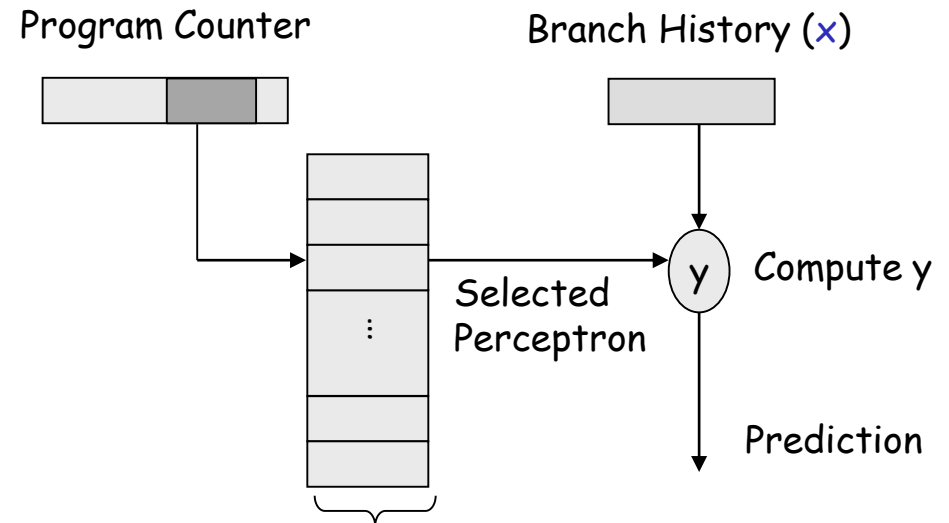 Program Counter
Branch History (x)
Selected
Perceptron
y
Compute y
...
Prediction